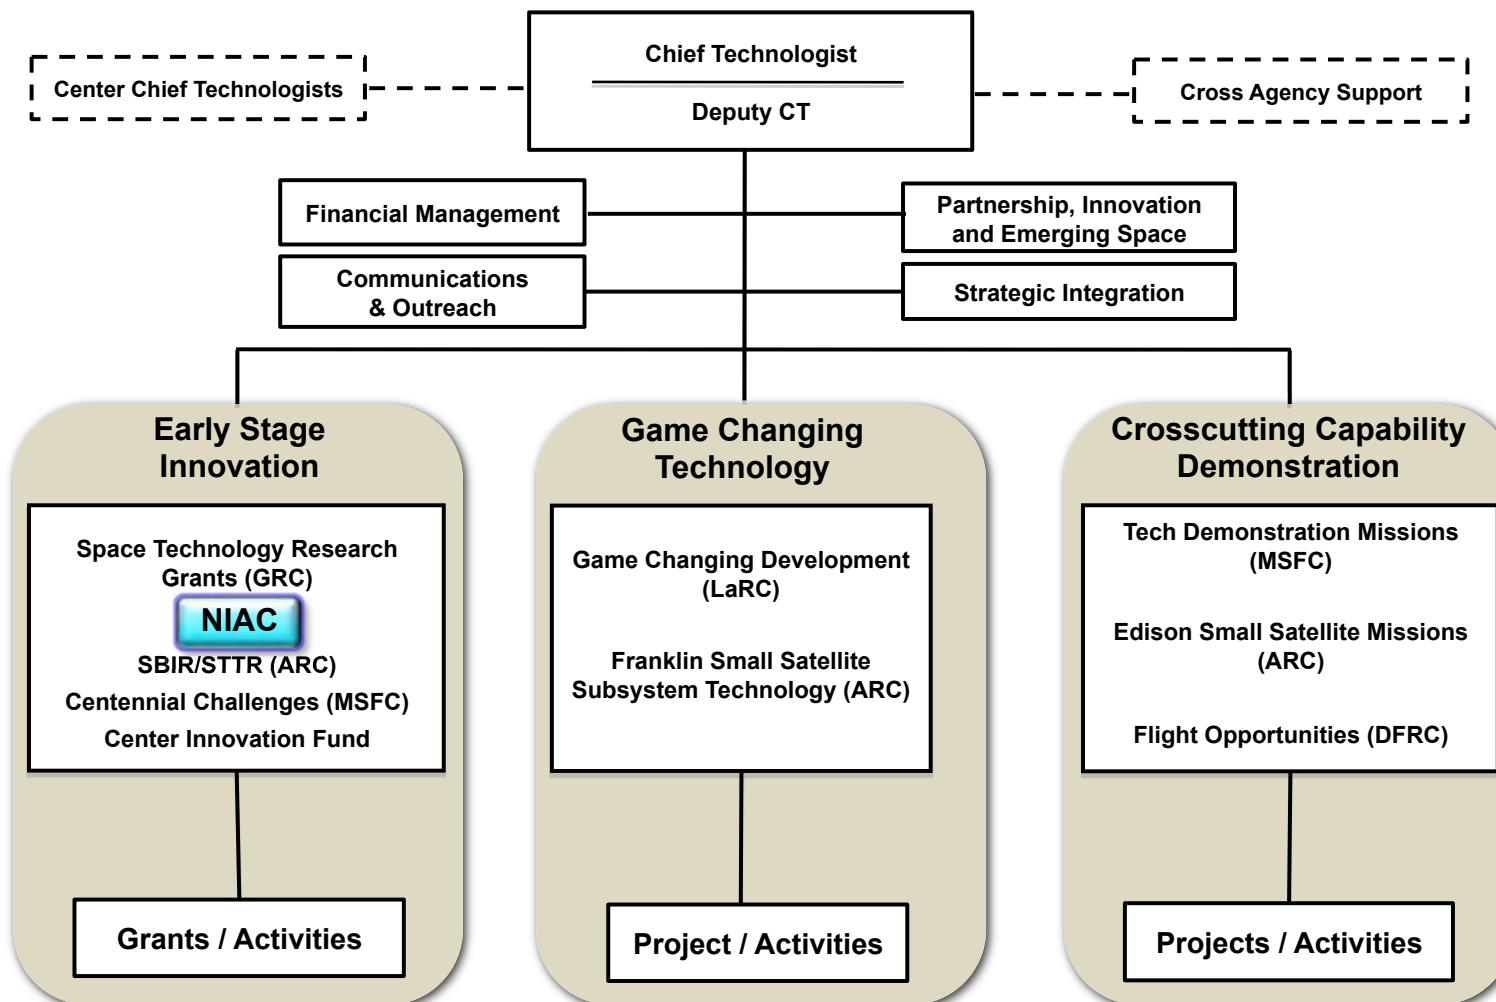 Chief Technologist
Deputy CT
Center Chief Technologists
Cross Agency Support
Financial Management
Partnership, Innovation
and Emerging Space
Communications
& Outreach
Strategic Integration
Early Stage
Innovation
Space Technology Research
Grants (GRC)
NIAC
SBIR/STTR (ARC)
Centennial Challenges (MSFC)
Center Innovation Fund
Grants / Activities
Game Changing
Technology
Game Changing Development
(LaRC)
Franklin Small Satellite
Subsystem Technology (ARC)
Project / Activities
Crosscutting Capability
Demonstration
Tech Demonstration Missions
(MSFC)
Edison Small Satellite Missions
(ARC)
Flight Opportunities (DFRC)
Projects / Activities